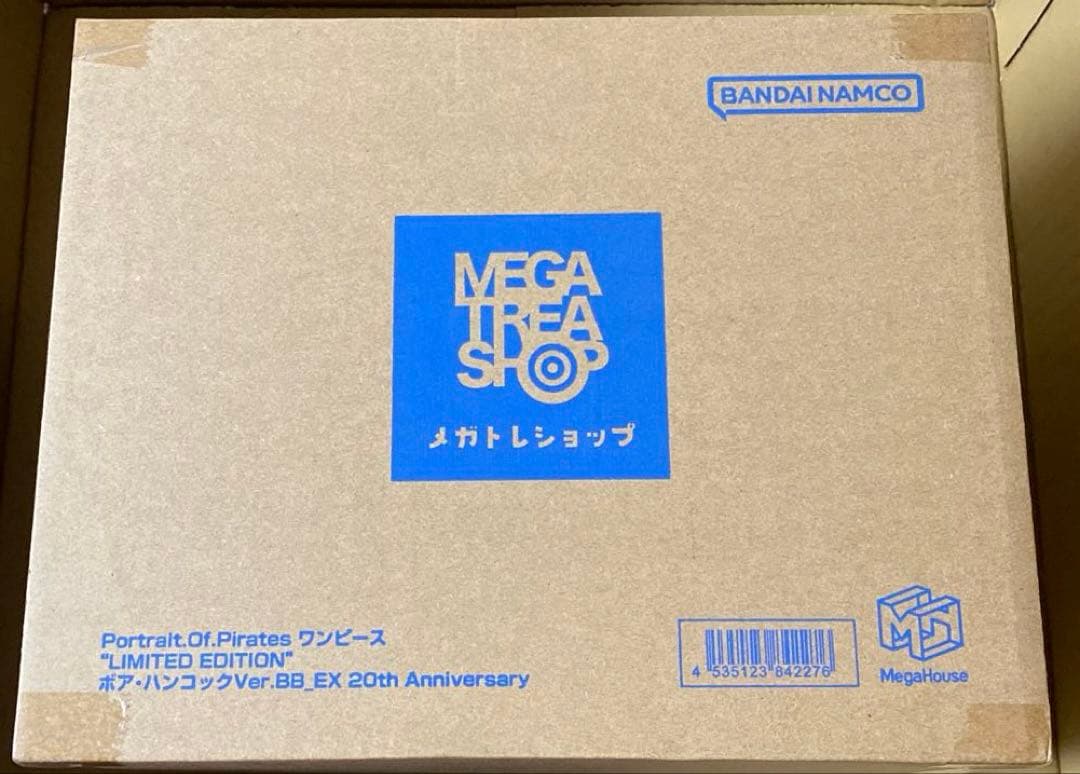 BANDAI NAMCO
MEGA
TREA
SHOP
メガトレショップ
Portrait.Of.Pirates ワンピース
"LIMITED EDITION"
ボア・ハンコックVer.BB_EX 20th Anniversary
4 535123 842276
MegaHouse